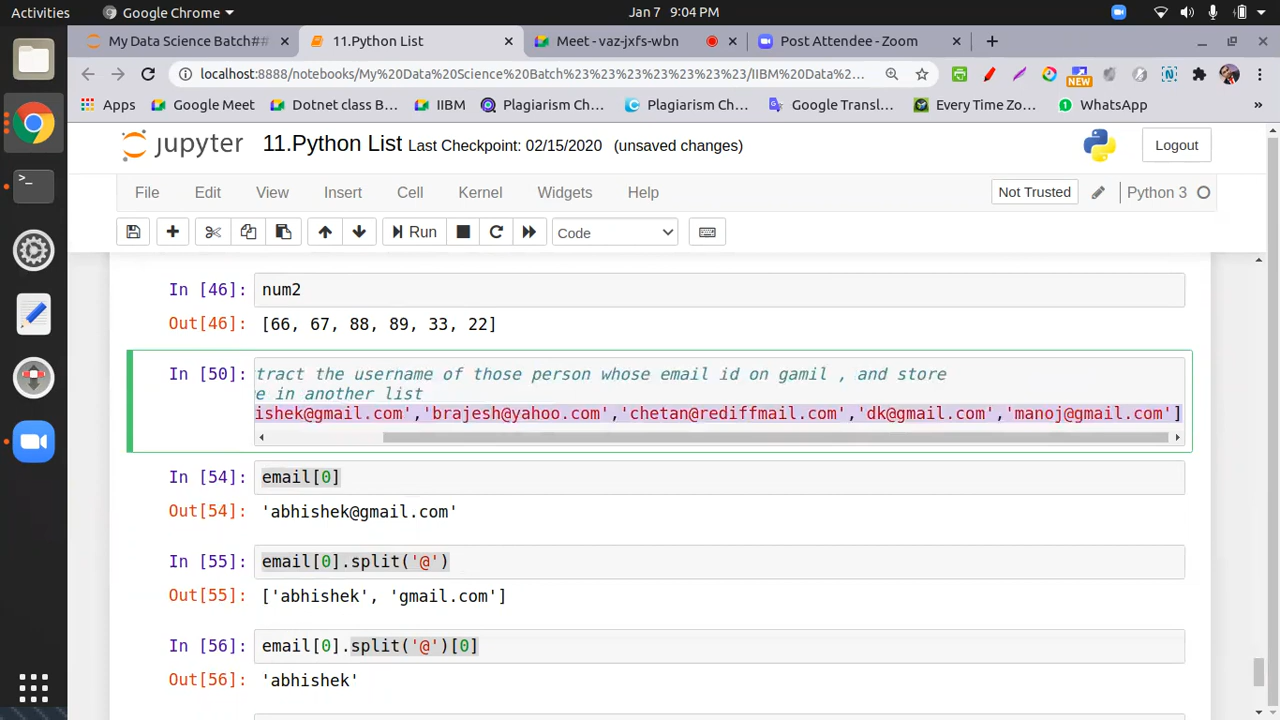 Activities
Google Chrome
Jan 7 9:04 PM
My Data Science Batch##
11.Python List
Meet - vaz-jxfs-wbn
Post Attendee - Zoom
localhost:8888/notebooks/My%20Data%20Science%20Batch%23%23%23%23%23%23/IIBM%20Data%2...
NEW
Apps
Google Meet
Dotnet class B...
IIBM
Plagiarism Ch...
Plagiarism Ch...
Google Transl...
Every Time Zo...
WhatsApp
»
jupyter
11.Python List Last Checkpoint: 02/15/2020 (unsaved changes)
Logout
File
Edit
View
Insert
Cell
Kernel
Widgets
Help
Not Trusted
Python 3
Run
Code
In [46]: num2
Out[46]: [66, 67, 88, 89, 33, 22]
In [50]: tract the username of those person whose email id on gamil , and store
e in another list
ishek@gmail.com','brajesh@yahoo.com','chetan@rediffmail.com','dk@gmail.com','manoj@gmail.com']
In [54]: email[0]
Out[54]: 'abhishek@gmail.com'
In [55]: email[0].split('@')
Out[55]: ['abhishek', 'gmail.com']
In [56]: email[0].split('@')[0]
Out[56]: 'abhishek'